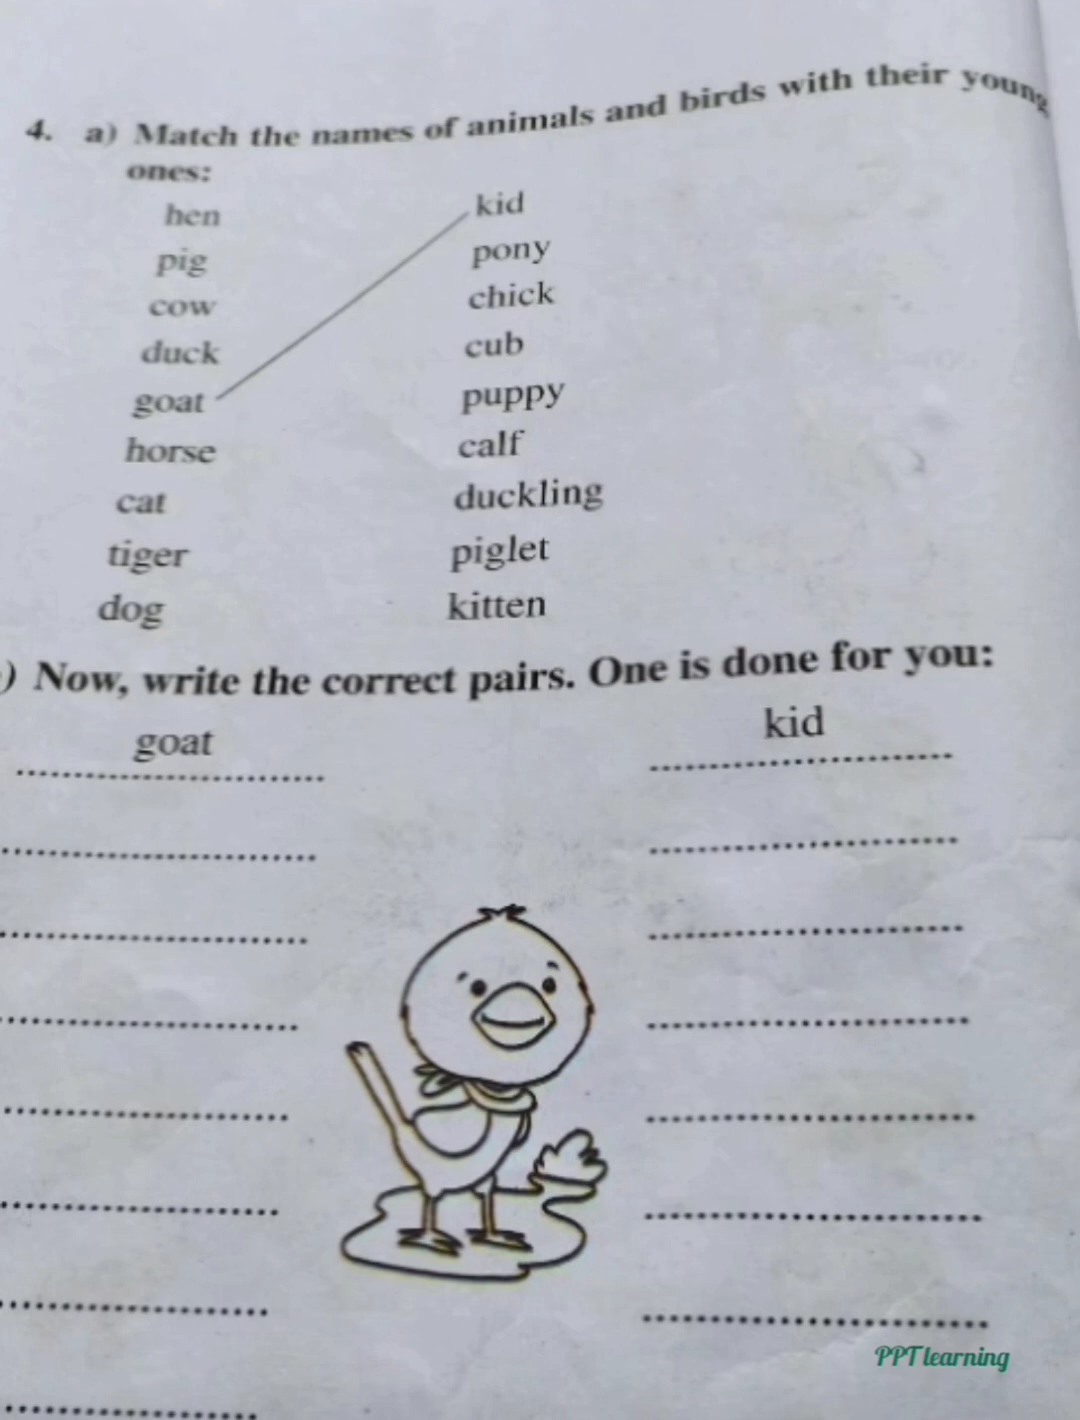 4. a) Match the names of animals and birds with their young
ones:
hen kid
pig pony
cow chick
duck cub
goat puppy
horse calf
cat duckling
tiger piglet
dog kitten
) Now, write the correct pairs. One is done for you:
goat kid
PPT learning